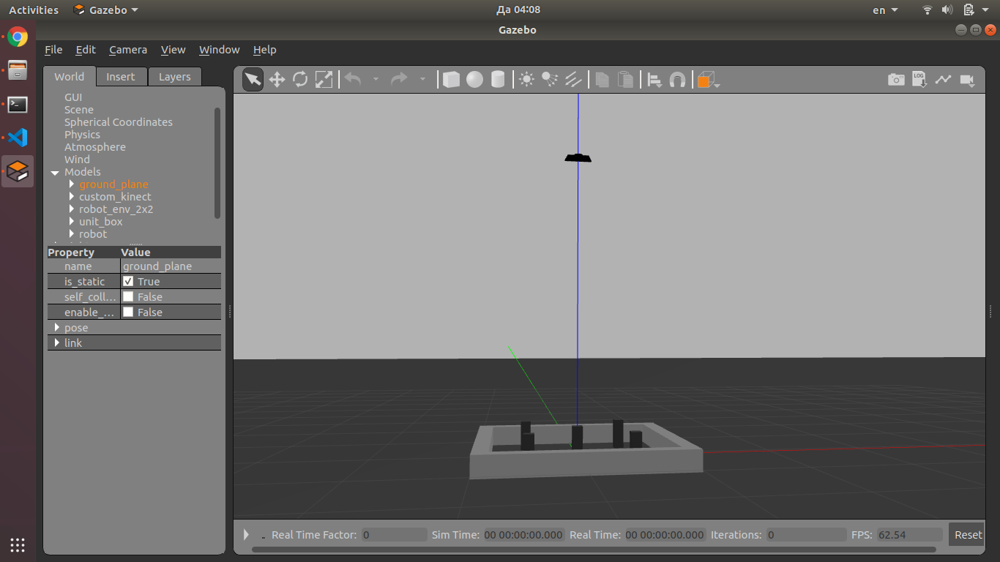 Activities Gazebo Да 04:08 en
Gazebo
File Edit Camera View Window Help
World Insert Layers
LOG
GUI
Scene
Spherical Coordinates
Physics
Atmosphere
Wind
Models
ground_plane
custom_kinect
robot_env_2x2
unit_box
robot
Property Value
name ground_plane
is_static True
self_coll... False
enable_... False
pose
link
Real Time Factor: 0 Sim Time: 00 00:00:00.000 Real Time: 00 00:00:00.000 Iterations: 0 FPS: 62.54 Reset